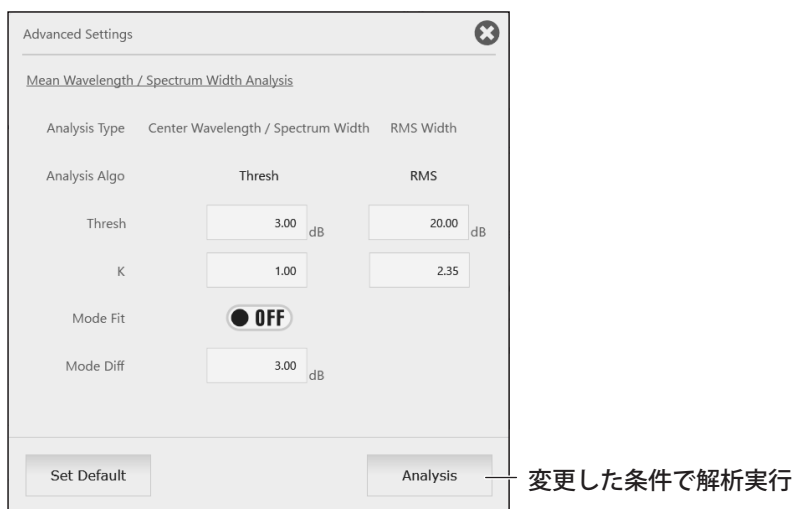 Advanced Settings
Mean Wavelength / Spectrum Width Analysis
Analysis Type Center Wavelength / Spectrum Width RMS Width
Analysis Algo Thresh RMS
Thresh 3.00 dB 20.00 dB
K 1.00 2.35
Mode Fit OFF
Mode Diff 3.00 dB
Set Default Analysis 変更した条件で解析実行